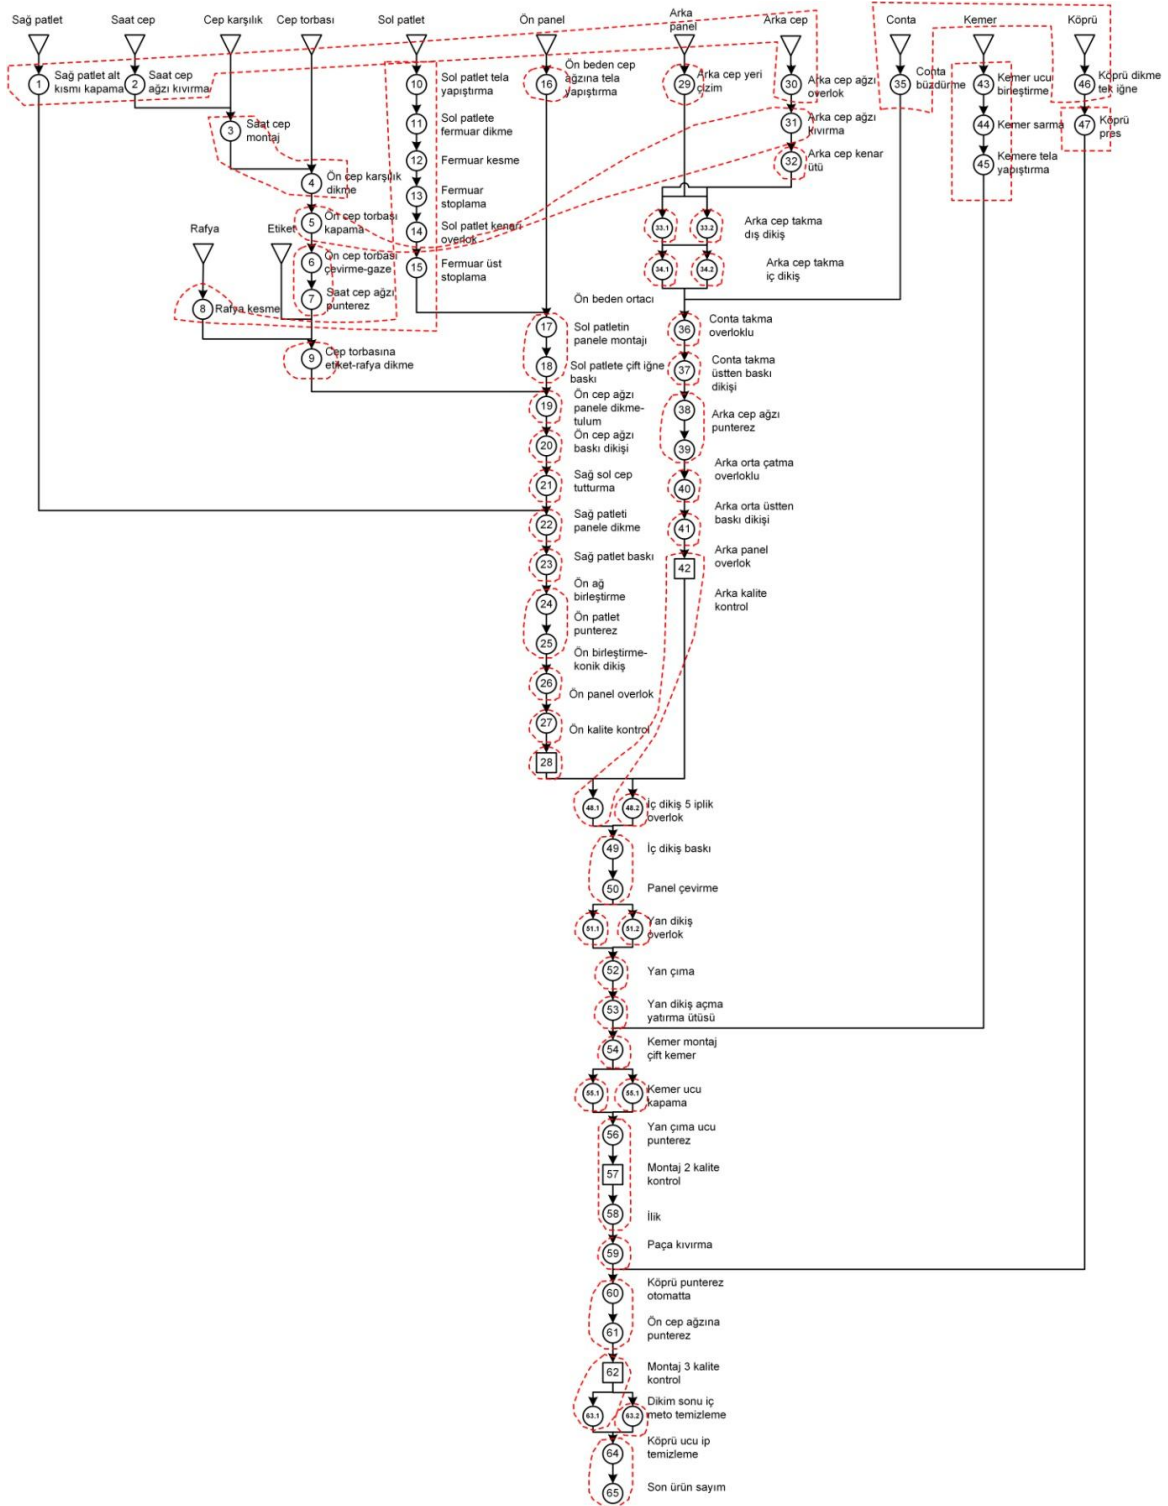 Sağ patlet
Saat cep
Cep karşılık
Cep torbası
Sol patlet
Ön panel
Arka
panel
Arka cep
Conta
Kemer
Köprü
1
Sağ patlet alt
kısmı kapama
2
Saat cep
ağzı kıvırma
10
Sol patlet tela
yapıştırma
16
Ön beden cep
ağzına tela
yapıştırma
29
Arka cep yeri
çizim
30
Arka cep ağzı
overlok
35
Conta
büzdürme
43
Kemer ucu
birleştirme
46
Köprü dikme
tek iğne
3
Saat cep
montaj
11
Sol patlete
fermuar dikme
31
Arka cep ağzı
kıvırma
44
Kemer sarma
47
Köprü
pres
12
Fermuar kesme
32
Arka cep kenar
ütü
45
Kemere tela
yapıştırma
4
Ön cep karşılık
dikme
13
Fermuar
stoplama
5
Ön cep torbası
kapama
14
Sol patlet kenarı
overlok
33.1
33.2
Arka cep takma
dış dikiş
Rafya
Etiket
6
Ön cep torbası
çevirme-gaze
15
Fermuar üst
stoplama
34.1
34.2
Arka cep takma
iç dikiş
7
Saat cep ağzı
punterez
8
Rafya kesme
Ön beden ortacı
17
Sol patletin
panele montajı
36
Conta takma
overloklu
9
Cep torbasına
etiket-rafya dikme
18
Sol patlete çift iğne
baskı
37
Conta takma
üstten baskı
dikişi
19
Ön cep ağzı
panele dikme-
tulum
38
Arka cep ağzı
punterez
20
Ön cep ağzı
baskı dikişi
39
21
Sağ sol cep
tutturma
40
Arka orta çatma
overloklu
22
Sağ patleti
panele dikme
41
Arka orta üstten
baskı dikişi
23
Sağ patlet baskı
42
Arka panel
overlok
24
Ön ağ
birleştirme
Arka kalite
kontrol
25
Ön patlet
punterez
26
Ön birleştirme-
konik dikiş
27
Ön panel overlok
28
Ön kalite kontrol
48.1
48.2
İç dikiş 5 iplik
overlok
49
İç dikiş baskı
50
Panel çevirme
51.1
51.2
Yan dikiş
overlok
52
Yan çıma
53
Yan dikiş açma
yatırma ütüsü
54
Kemer montaj
çift kemer
55.1
55.1
Kemer ucu
kapama
56
Yan çıma ucu
punterez
57
Montaj 2 kalite
kontrol
58
İlik
59
Paça kıvırma
60
Köprü punterez
otomatta
61
Ön cep ağzına
punterez
62
Montaj 3 kalite
kontrol
63.1
63.2
Dikim sonu iç
meto temizleme
64
Köprü ucu ip
temizleme
65
Son ürün sayım